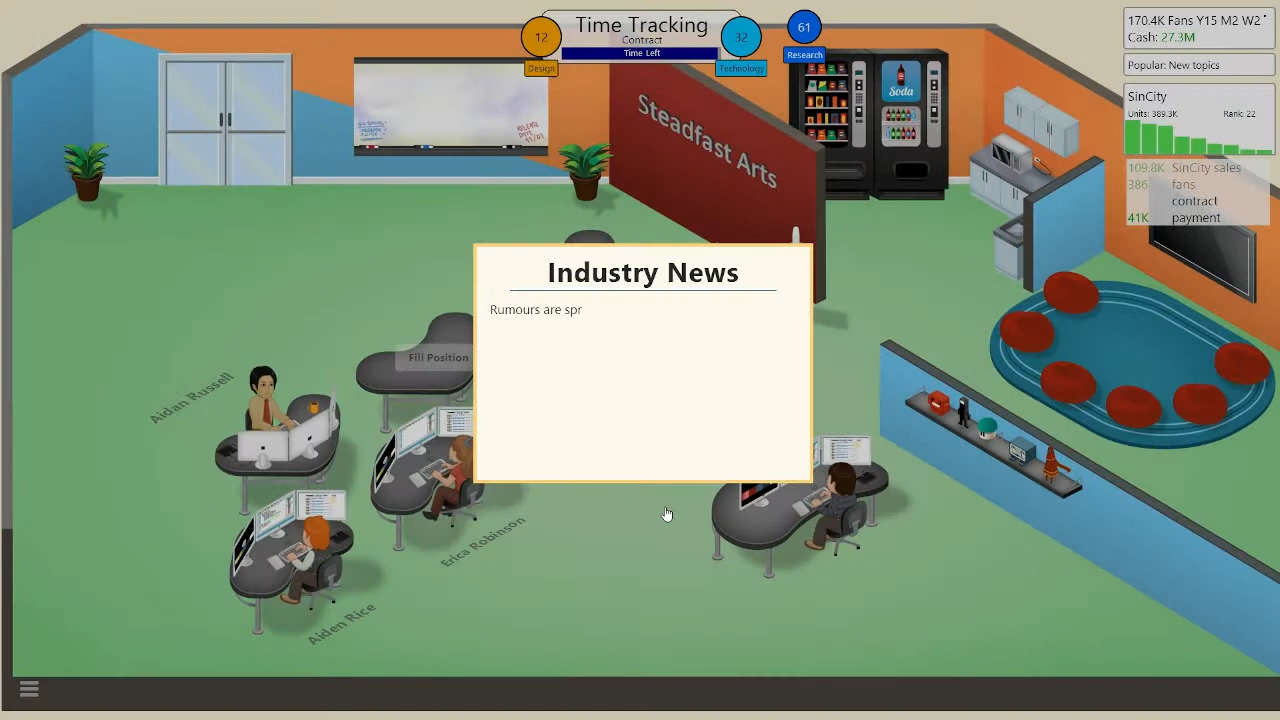 Time Tracking
Contract
Time Left
12
Design
32
Technology
61
Research
170.4K Fans Y15 M2 W2
Cash: 27.3M
Popular: New topics
SinCity
Units: 389.3K Rank: 22
109.8K SinCity sales
386 fans
contract
41K payment
Steadfast Arts
Soda
RELEASE
Industry News
Rumours are spr
Fill Position
Aidan Russell
Erica Robinson
Aiden Rice